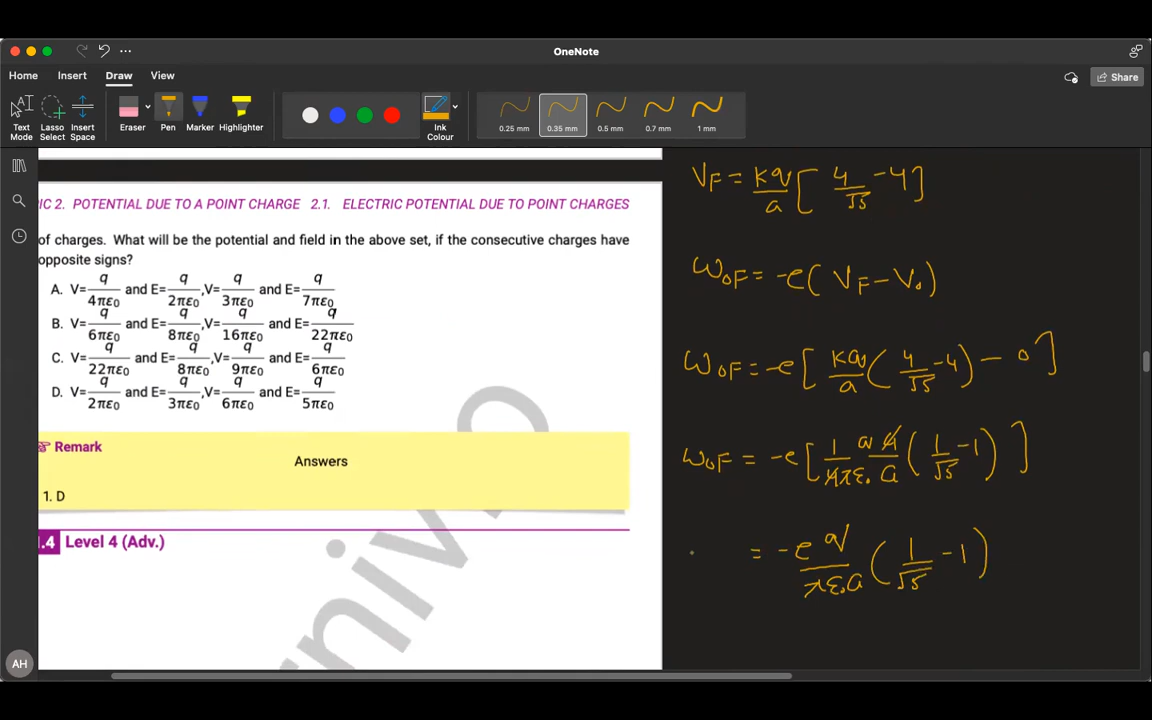 OneNote
Home Insert Draw View
Share
Text Mode
Lasso Select
Insert Space
Eraser
Pen
Marker
Highlighter
Ink Colour
0.25 mm
0.35 mm
0.5 mm
0.7 mm
1 mm
RIC 2. POTENTIAL DUE TO A POINT CHARGE 2.1. ELECTRIC POTENTIAL DUE TO POINT CHARGES
of charges. What will be the potential and field in the above set, if the consecutive charges have
opposite signs?
A. V=q/4πε0 and E=q/2πε0,V=q/3πε0 and E=q/7πε0
B. V=q/6πε0 and E=q/8πε0,V=q/16πε0 and E=q/22πε0
C. V=q/22πε0 and E=q/8πε0,V=q/9πε0 and E=q/6πε0
D. V=q/2πε0 and E=q/3πε0,V=q/6πε0 and E=q/5πε0
☞ Remark
Answers
1. D
1.4 Level 4 (Adv.)
VF = kq/a [4/√5 - 4]
WOF = -e(VF - V0)
WOF = -e[kq/a (4/√5 - 4) - 0]
WOF = -e[1/4πε0 q4/a (1/√5 - 1)]
= -eq/πε0a (1/√5 - 1)
AH